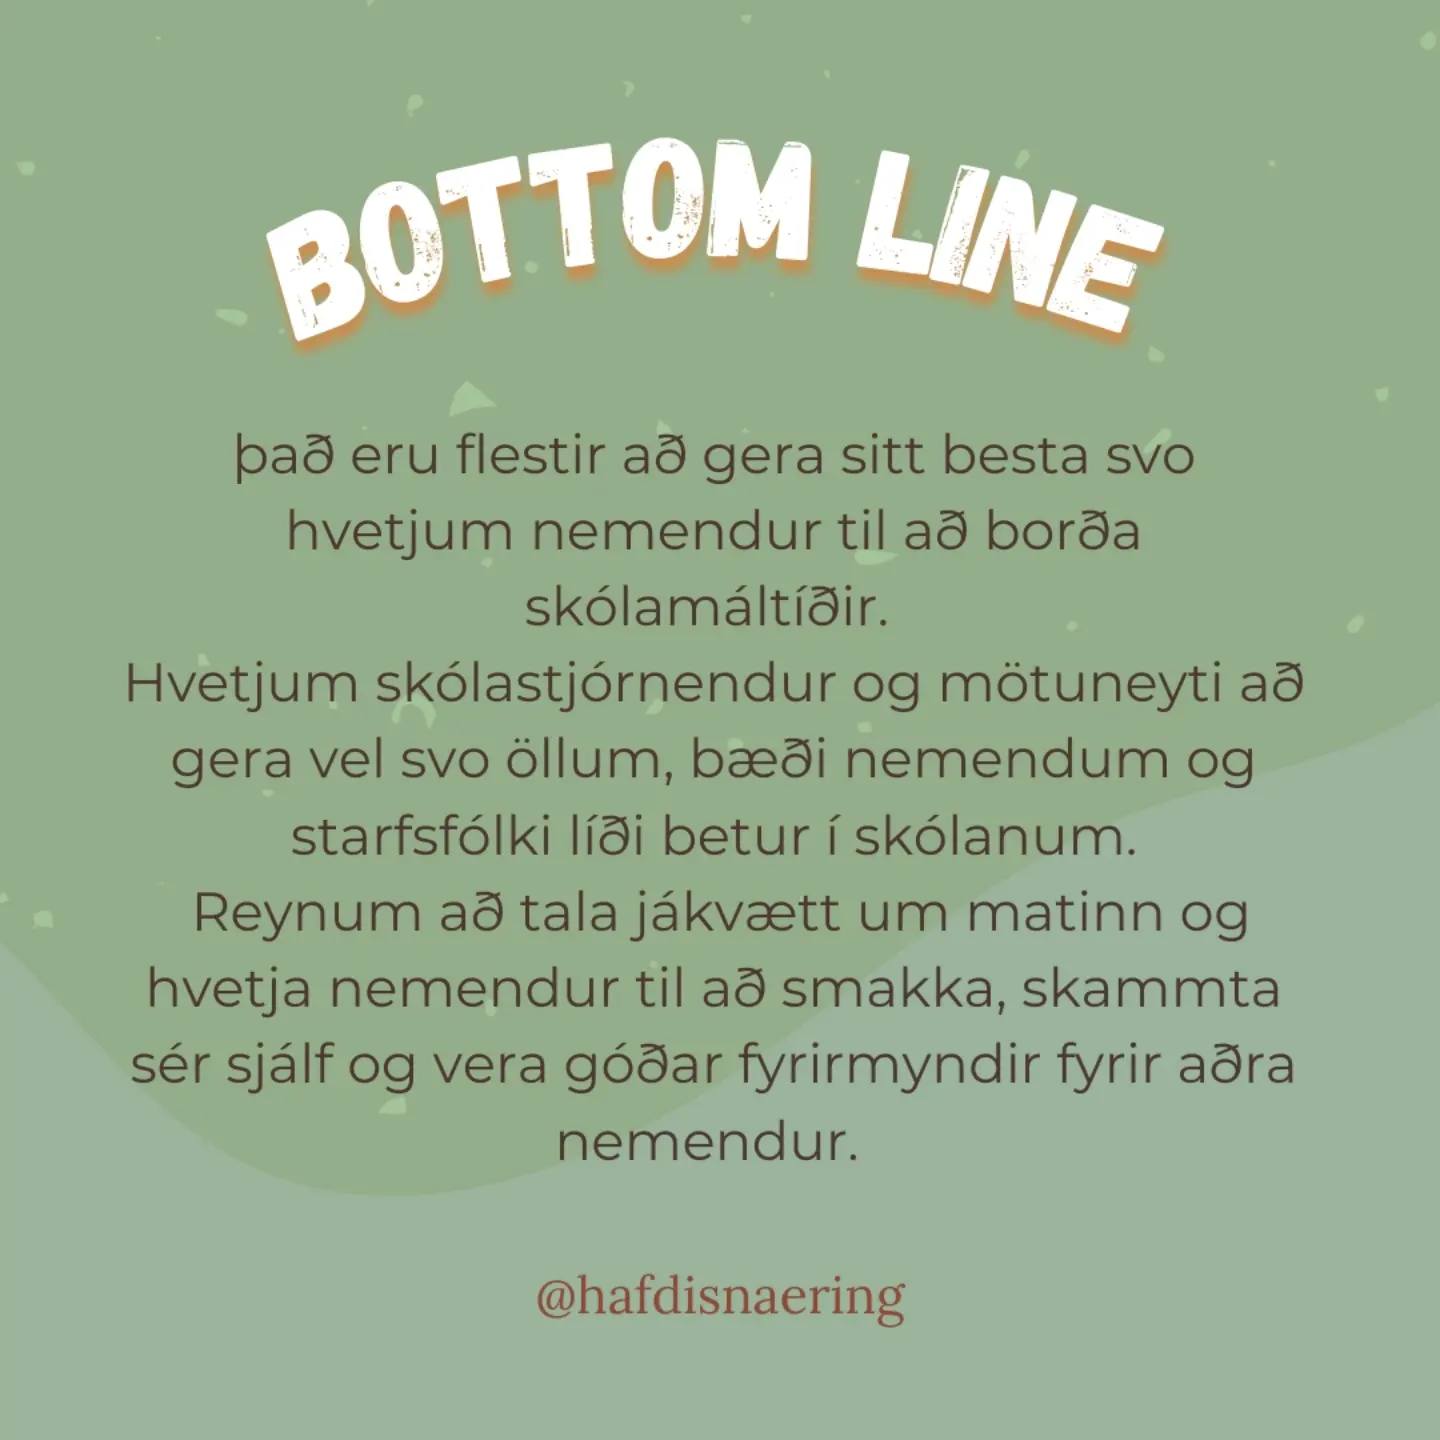 BOTTOM LINE
það eru flestir að gera sitt besta svo
hvetjum nemendur til að borða
skólamáltíðir.
Hvetjum skólastjórnendur og mötuneyti að
gera vel svo öllum, bæði nemendum og
starfsfólki líði betur í skólanum.
Reynum að tala jákvætt um matinn og
hvetja nemendur til að smakka, skammta
sér sjálf og vera góðar fyrirmyndir fyrir aðra
nemendur.
@hafdisnaering